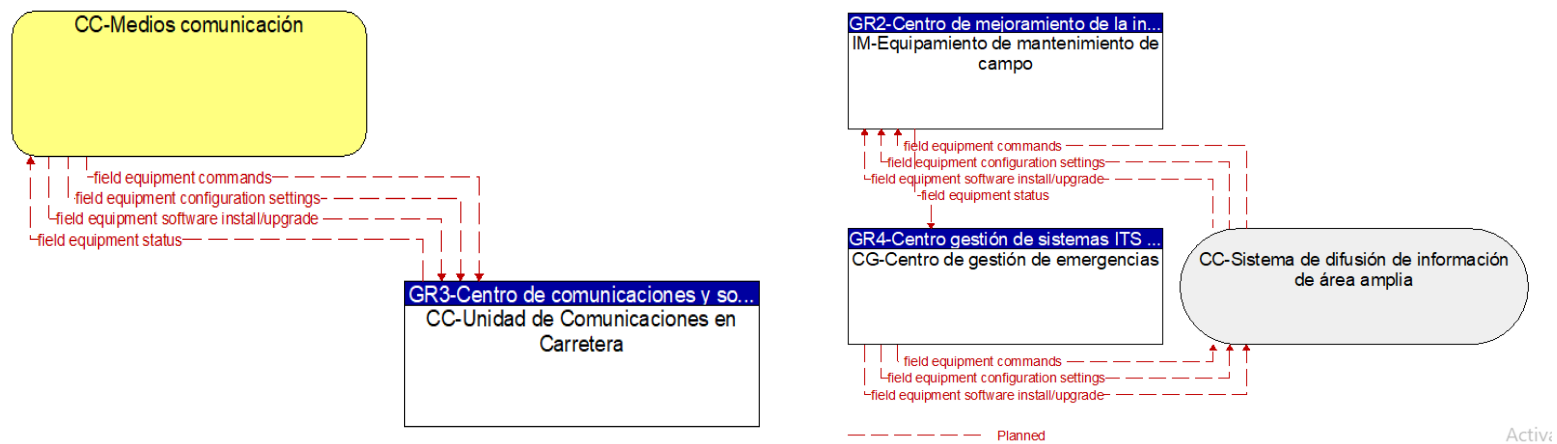 CC-Medios comunicación
field equipment commands
field equipment configuration settings
field equipment software install/upgrade
field equipment status
GR3-Centro de comunicaciones y so...
CC-Unidad de Comunicaciones en
Carretera
GR2-Centro de mejoramiento de la in...
IM-Equipamiento de mantenimiento de
campo
field equipment commands
field equipment configuration settings
field equipment software install/upgrade
field equipment status
GR4-Centro gestión de sistemas ITS ...
CG-Centro de gestión de emergencias
CC-Sistema de difusión de información
de área amplia
field equipment commands
field equipment configuration settings
field equipment software install/upgrade
Planned